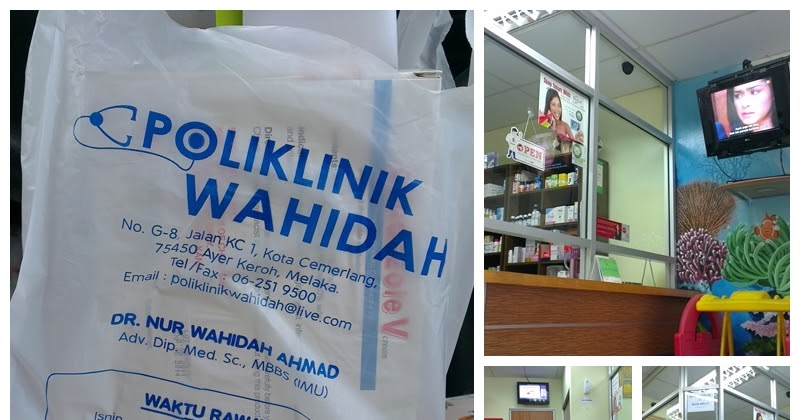 POLIKLINIK
WAHIDAH
No. G-8, Jalan KC 1, Kota Cemerlang,
75450 Ayer Keroh, Melaka.
Tel /Fax : 06-251 9500
Email : poliklinikwahidah@live.com
DR. NUR WAHIDAH AHMAD
Adv. Dip. Med. Sc., MBBS (IMU)
WAKTU
Isnin
OPEN